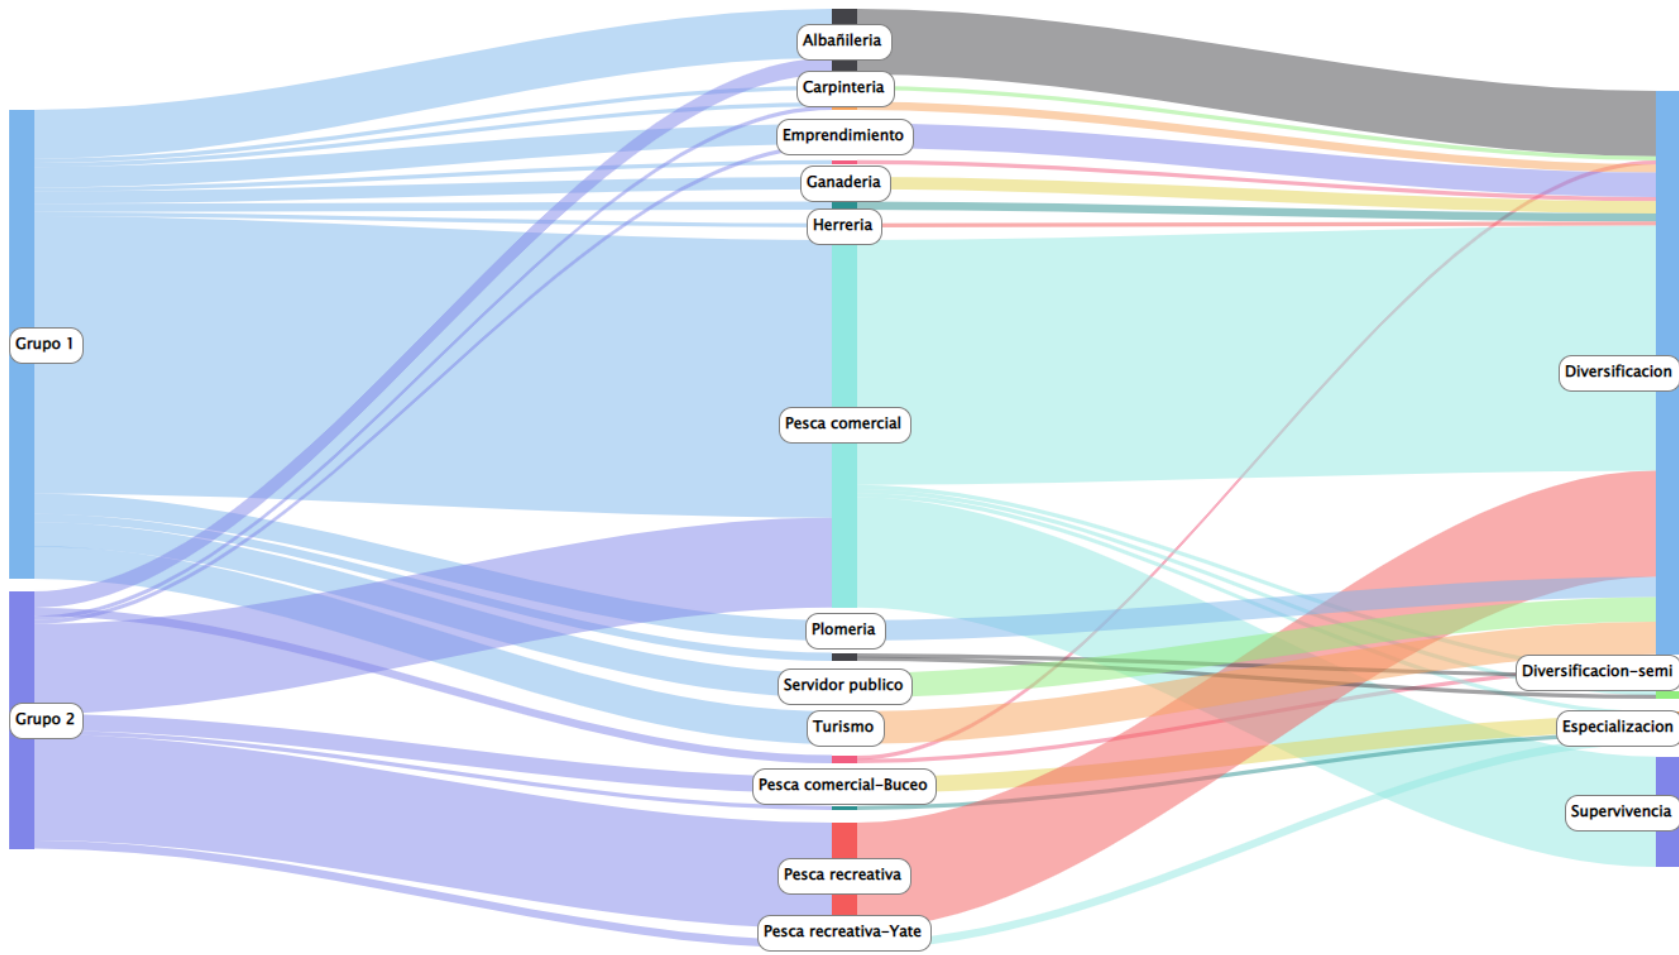 Grupo 1
Grupo 2
Albañileria
Carpinteria
Emprendimiento
Ganaderia
Herreria
Pesca comercial
Plomeria
Servidor publico
Turismo
Pesca comercial-Buceo
Pesca recreativa
Pesca recreativa-Yate
Diversificacion
Diversificacion-semi
Especializacion
Supervivencia